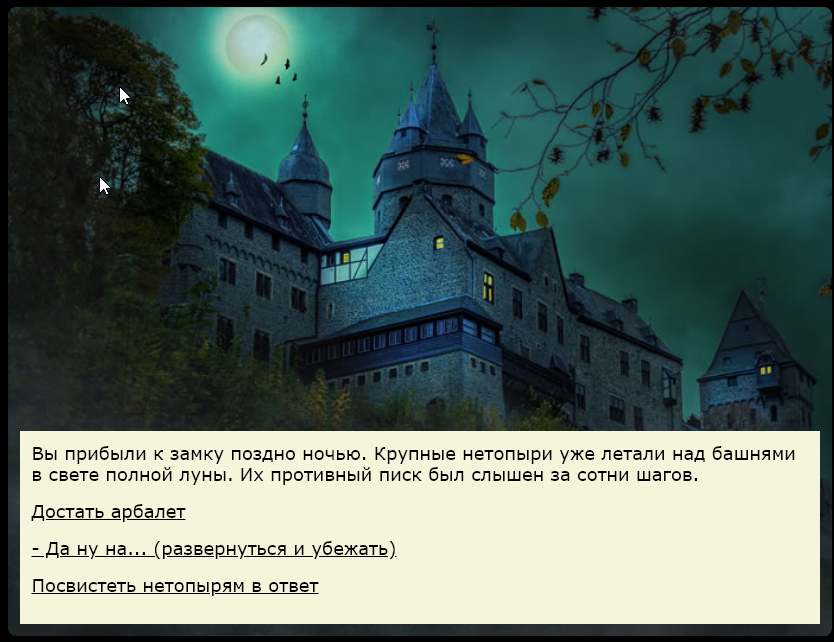 Вы прибыли к замку поздно ночью. Крупные нетопыри уже летали над башнями
в свете полной луны. Их противный писк был слышен за сотни шагов.
Достать арбалет
- Да ну на... (развернуться и убежать)
Посвистеть нетопырям в ответ